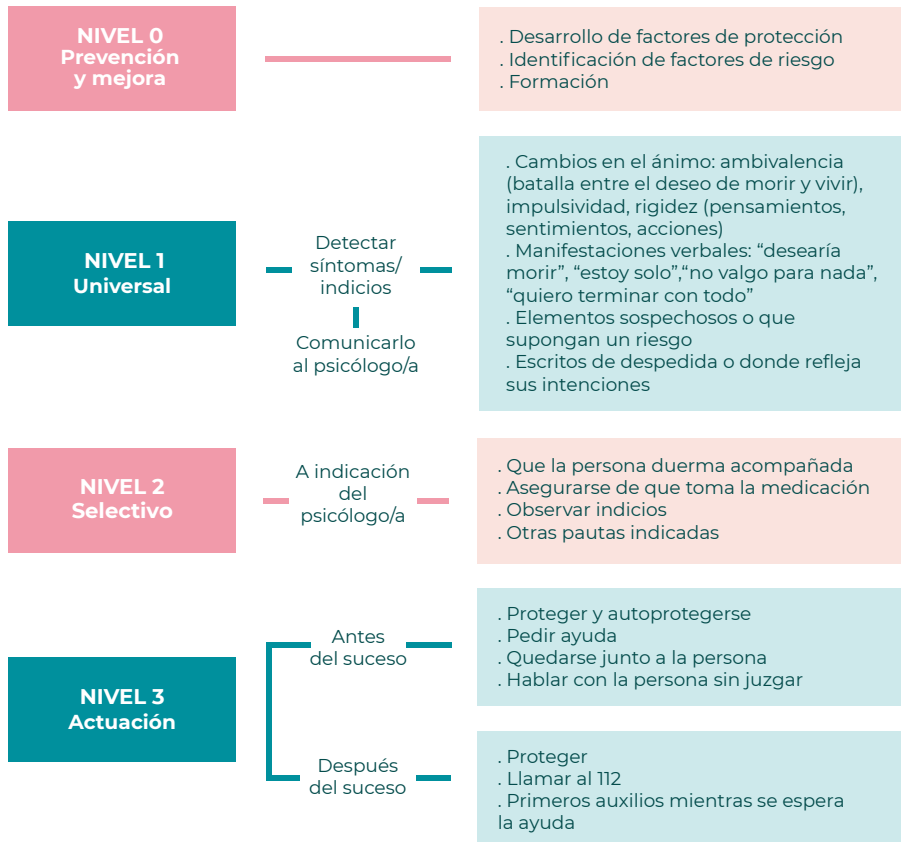 NIVEL 0
Prevención
y mejora
. Desarrollo de factores de protección
. Identificación de factores de riesgo
. Formación
NIVEL 1
Universal
Detectar
síntomas/
indicios
Comunicarlo
al psicólogo/a
. Cambios en el ánimo: ambivalencia
(batalla entre el deseo de morir y vivir),
impulsividad, rigidez (pensamientos,
sentimientos, acciones)
. Manifestaciones verbales: “desearía
morir”, “estoy solo”,“no valgo para nada”,
“quiero terminar con todo”
. Elementos sospechosos o que
supongan un riesgo
. Escritos de despedida o donde refleja
sus intenciones
NIVEL 2
Selectivo
A indicación
del
psicólogo/a
. Que la persona duerma acompañada
. Asegurarse de que toma la medicación
. Observar indicios
. Otras pautas indicadas
NIVEL 3
Actuación
Antes
del suceso
. Proteger y autoprotegerse
. Pedir ayuda
. Quedarse junto a la persona
. Hablar con la persona sin juzgar
Después
del suceso
. Proteger
. Llamar al 112
. Primeros auxilios mientras se espera
la ayuda